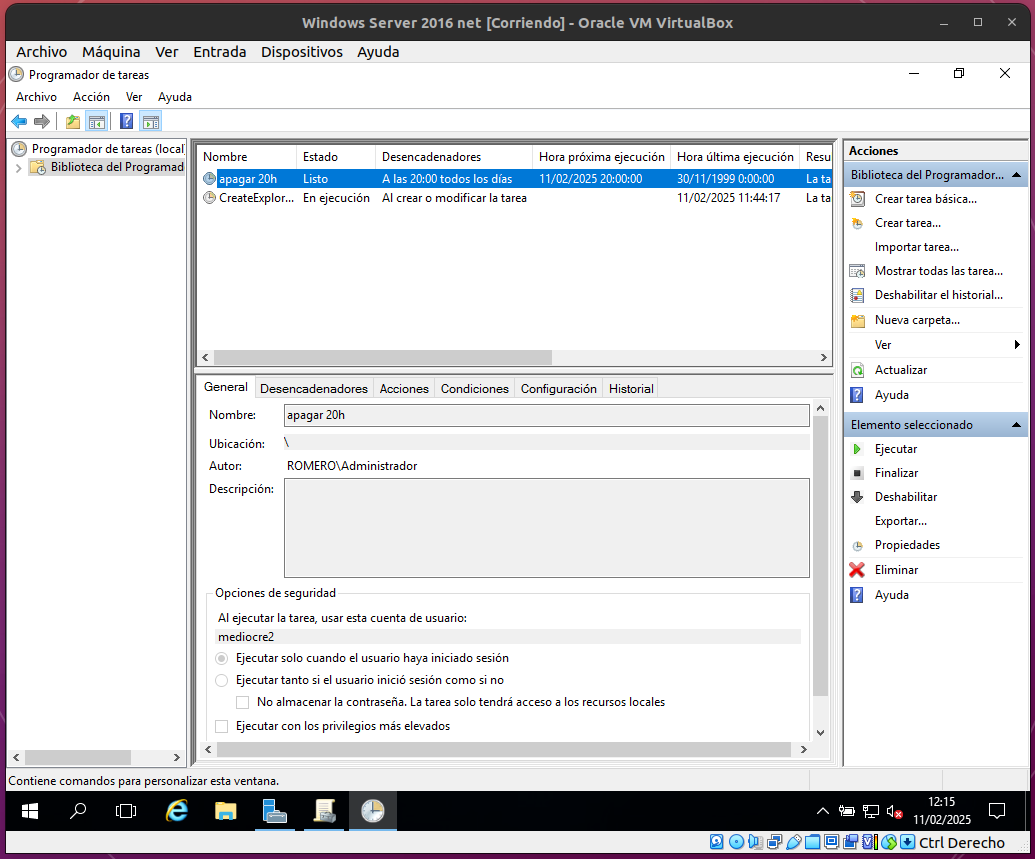 Windows Server 2016 net [Corriendo] - Oracle VM VirtualBox
Archivo Máquina Ver Entrada Dispositivos Ayuda
Programador de tareas
Archivo Acción Ver Ayuda
Programador de tareas (local
Biblioteca del Programad
Nombre Estado Desencadenadores Hora próxima ejecución Hora última ejecución Resu
apagar 20h Listo A las 20:00 todos los días 11/02/2025 20:00:00 30/11/1999 0:00:00 La ta
CreateExplor... En ejecución Al crear o modificar la tarea 11/02/2025 11:44:17 La ta
General Desencadenadores Acciones Condiciones Configuración Historial
Nombre: apagar 20h
Ubicación: \
Autor: ROMERO\Administrador
Descripción:
Opciones de seguridad
Al ejecutar la tarea, usar esta cuenta de usuario:
mediocre2
Ejecutar solo cuando el usuario haya iniciado sesión
Ejecutar tanto si el usuario inició sesión como si no
No almacenar la contraseña. La tarea solo tendrá acceso a los recursos locales
Ejecutar con los privilegios más elevados
Acciones
Biblioteca del Programador...
Crear tarea básica...
Crear tarea...
Importar tarea...
Mostrar todas las tarea...
Deshabilitar el historial...
Nueva carpeta...
Ver
Actualizar
Ayuda
Elemento seleccionado
Ejecutar
Finalizar
Deshabilitar
Exportar...
Propiedades
Eliminar
Ayuda
Contiene comandos para personalizar esta ventana.
12:15
11/02/2025
Ctrl Derecho